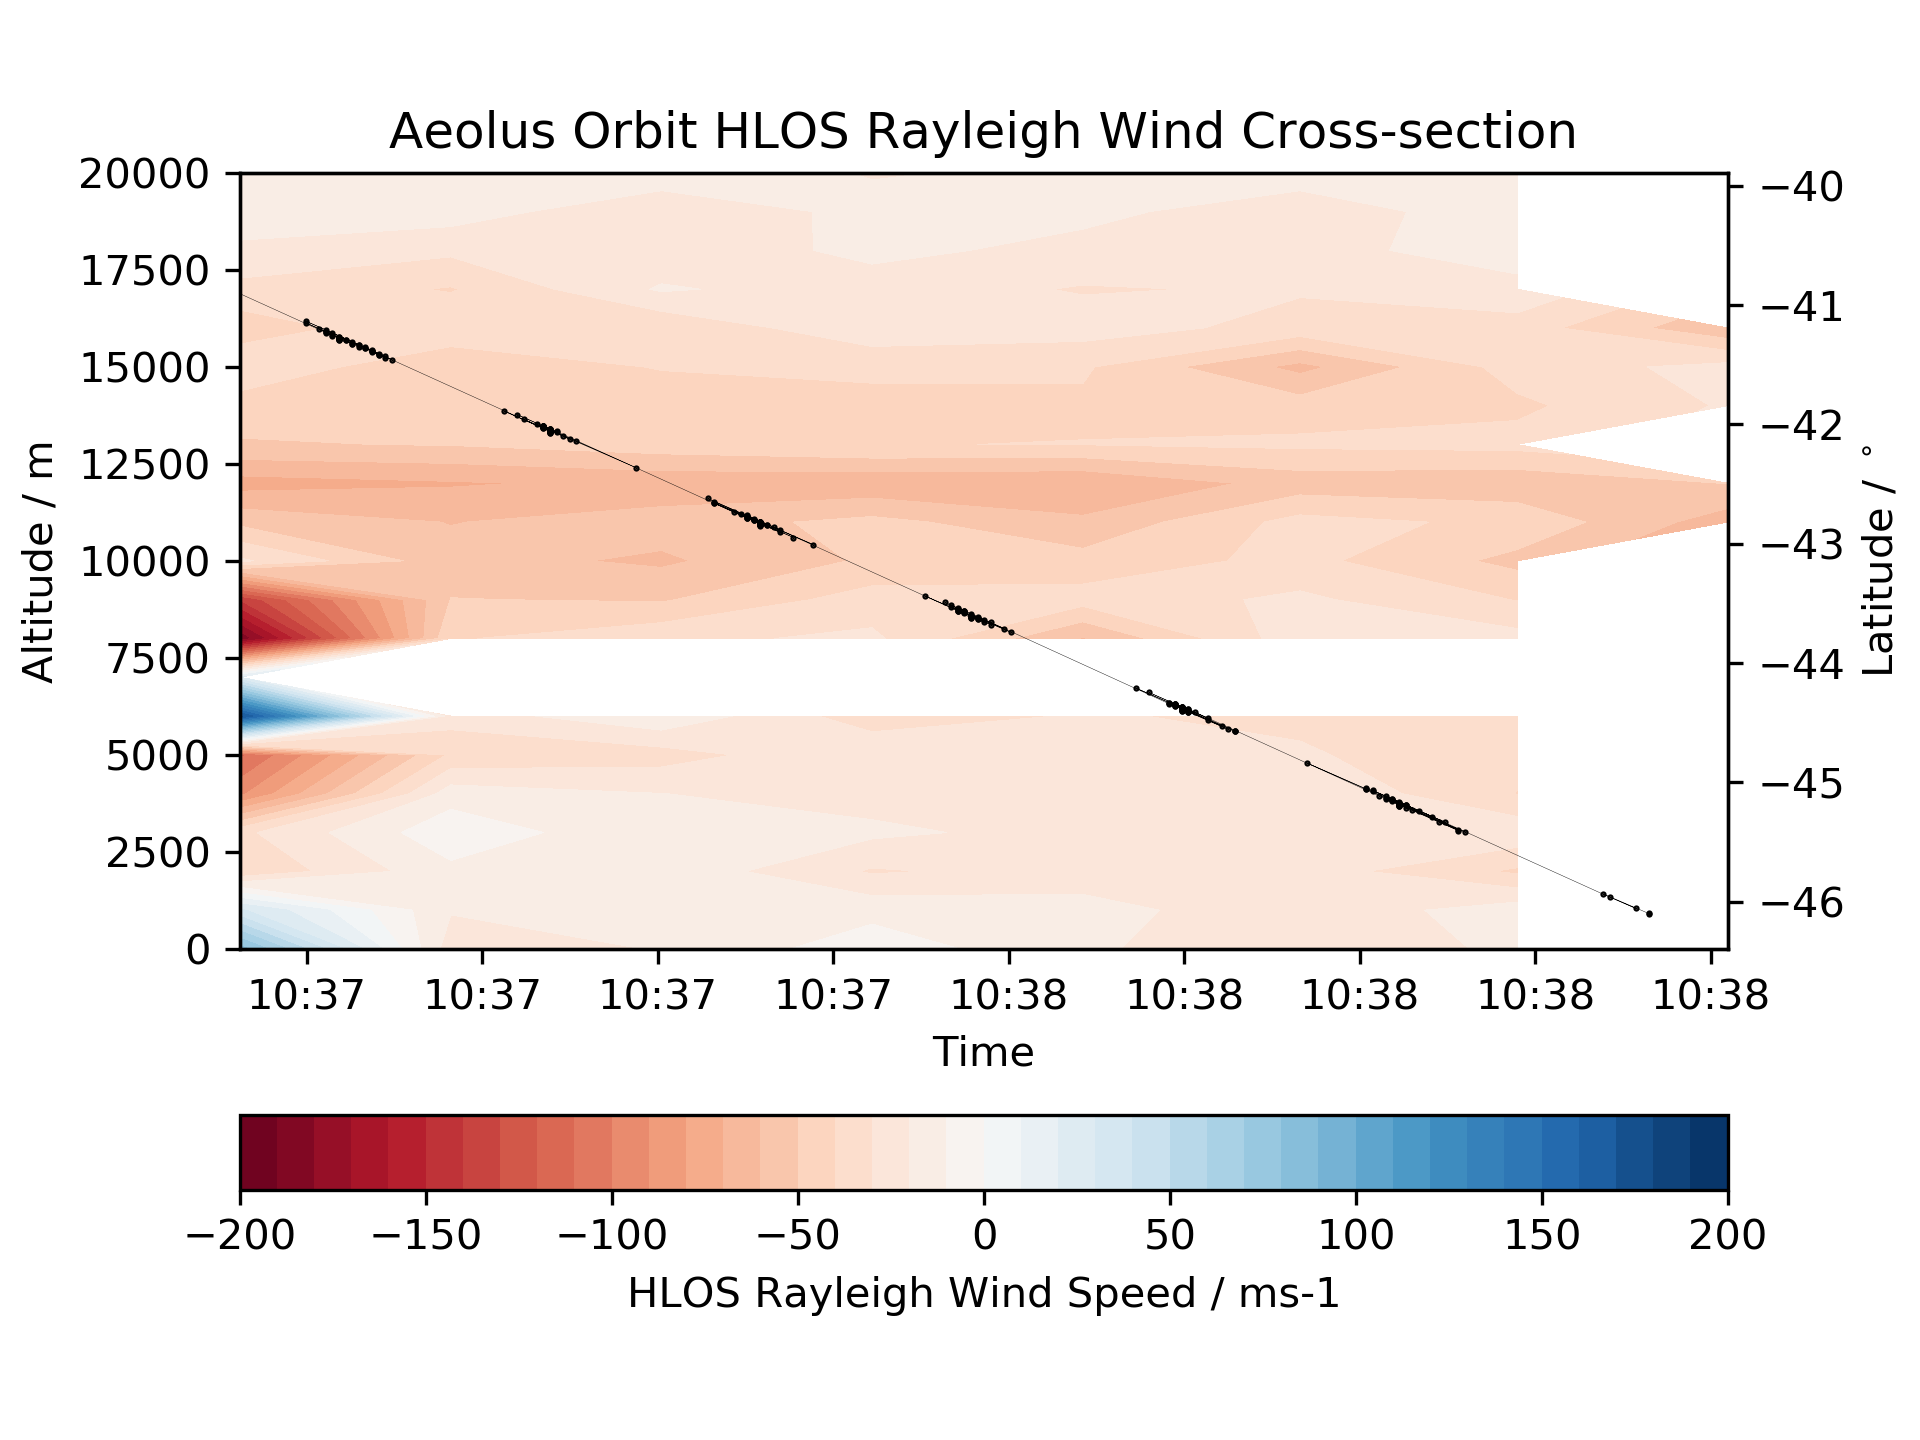 Aeolus Orbit HLOS Rayleigh Wind Cross-section
20000
17500
15000
12500
10000
7500
5000
2500
0
Altitude / m
−40
−41
−42
−43
−44
−45
−46
Latitude / °
10:37 10:37 10:37 10:37 10:38 10:38 10:38 10:38 10:38
Time
−200 −150 −100 −50 0 50 100 150 200
HLOS Rayleigh Wind Speed / ms-1